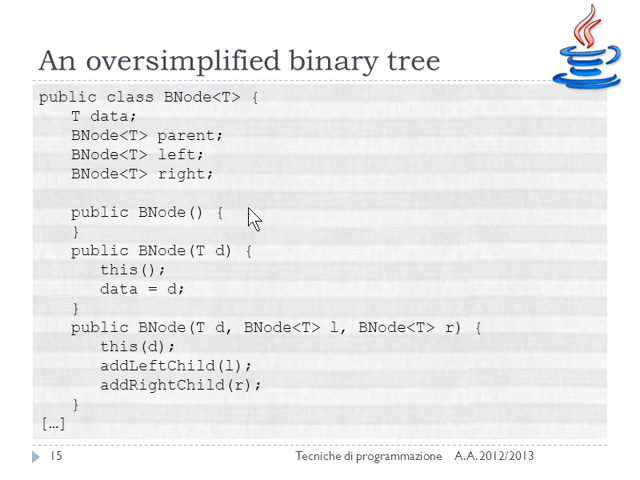 An oversimplified binary tree
public class BNode<T> {
T data;
BNode<T> parent;
BNode<T> left;
BNode<T> right;
public BNode() {
}
public BNode(T d) {
this();
data = d;
}
public BNode(T d, BNode<T> l, BNode<T> r) {
this(d);
addLeftChild(l);
addRightChild(r);
}
[…]
15 Tecniche di programmazione A.A. 2012/2013